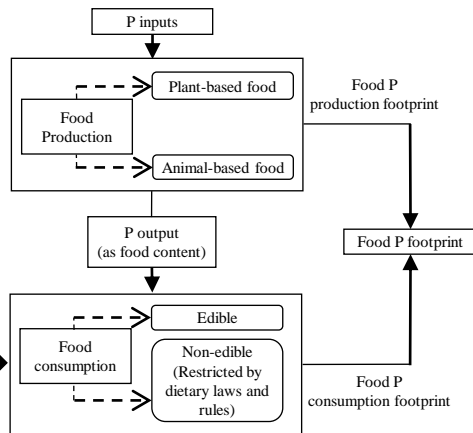 P inputs
Plant-based food
Food
Production
Animal-based food
Food P
production footprint
P output
(as food content)
Food P footprint
Edible
Food
consumption
Non-edible
(Restricted by
dietary laws and
rules)
Food P
consumption footprint